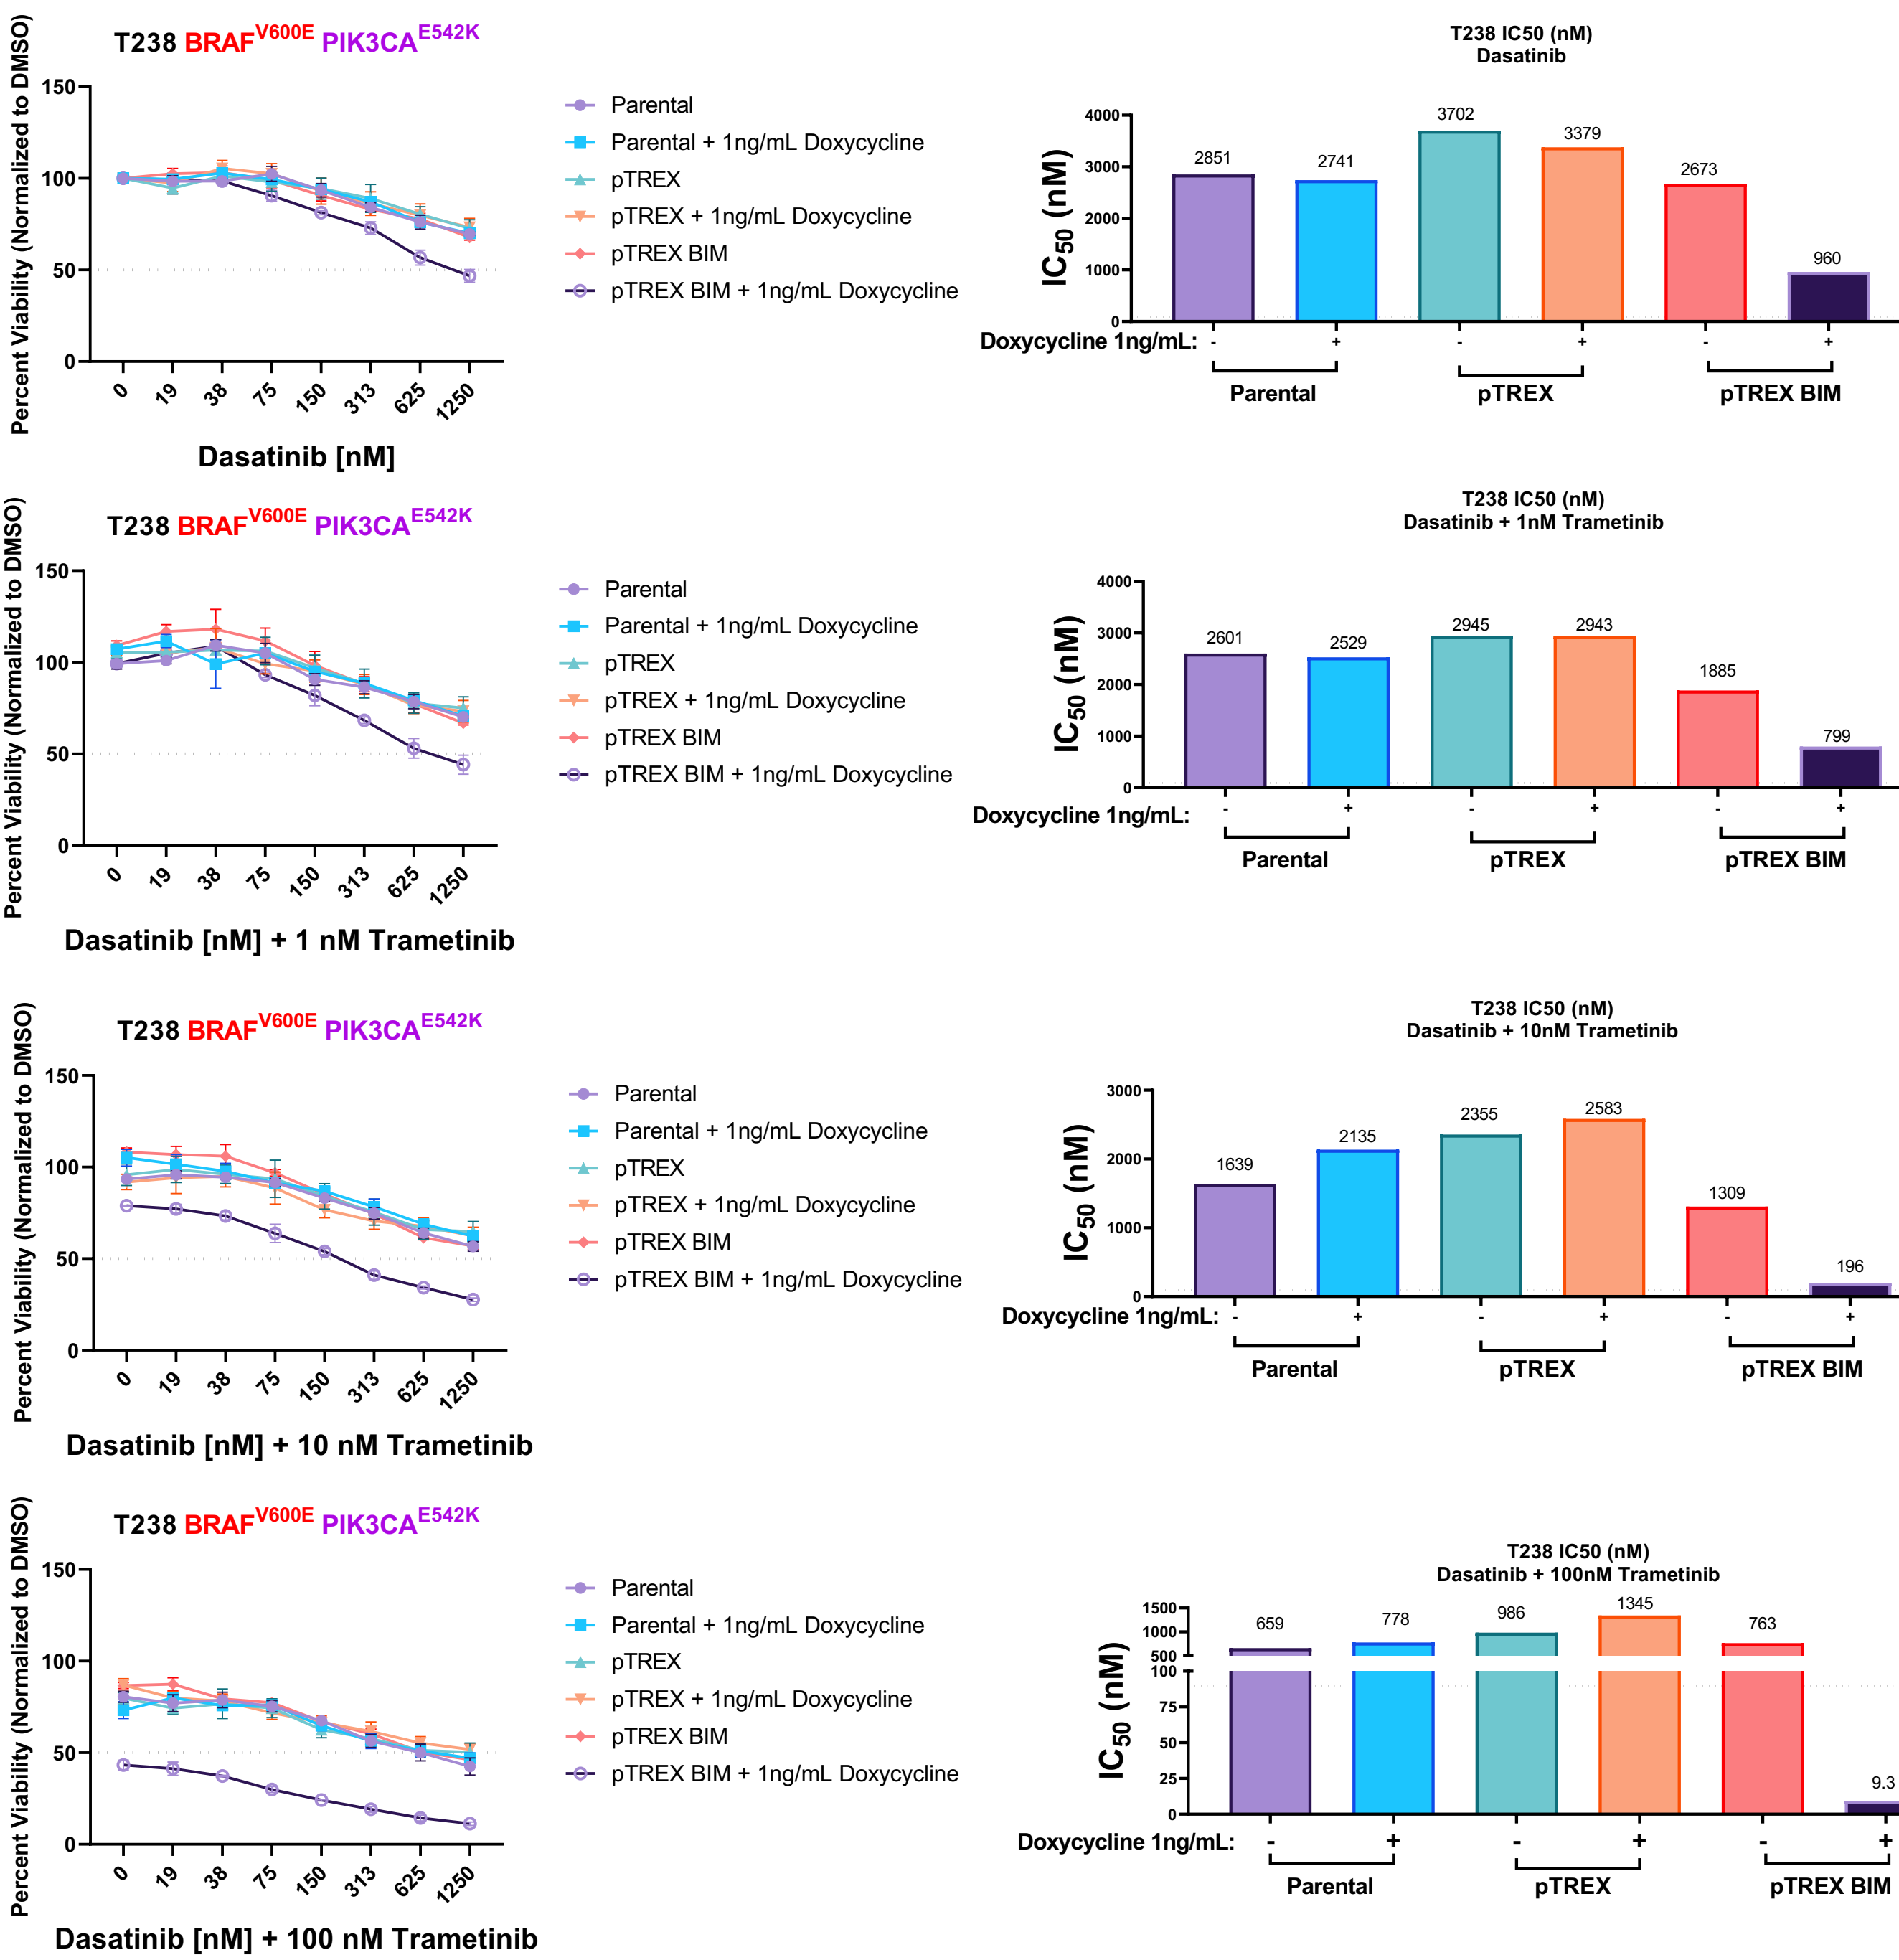 T238 BRAFV600E PIK3CAE542K
Percent Viability (Normalized to DMSO)
150
100
50
0
0 19 38 75 150 313 625 1250
Dasatinib [nM]
Parental
Parental + 1ng/mL Doxycycline
pTREX
pTREX + 1ng/mL Doxycycline
pTREX BIM
pTREX BIM + 1ng/mL Doxycycline
T238 IC50 (nM)
Dasatinib
IC50 (nM)
4000
3000
2000
1000
0
2851 2741 3702 3379 2673 960
Doxycycline 1ng/mL: - + - + - +
Parental pTREX pTREX BIM
T238 BRAFV600E PIK3CAE542K
Percent Viability (Normalized to DMSO)
150
100
50
0
0 19 38 75 150 313 625 1250
Dasatinib [nM] + 1 nM Trametinib
Parental
Parental + 1ng/mL Doxycycline
pTREX
pTREX + 1ng/mL Doxycycline
pTREX BIM
pTREX BIM + 1ng/mL Doxycycline
T238 IC50 (nM)
Dasatinib + 1nM Trametinib
IC50 (nM)
4000
3000
2000
1000
0
2601 2529 2945 2943 1885 799
Doxycycline 1ng/mL: - + - + - +
Parental pTREX pTREX BIM
T238 BRAFV600E PIK3CAE542K
Percent Viability (Normalized to DMSO)
150
100
50
0
0 19 38 75 150 313 625 1250
Dasatinib [nM] + 10 nM Trametinib
Parental
Parental + 1ng/mL Doxycycline
pTREX
pTREX + 1ng/mL Doxycycline
pTREX BIM
pTREX BIM + 1ng/mL Doxycycline
T238 IC50 (nM)
Dasatinib + 10nM Trametinib
IC50 (nM)
3000
2000
1000
0
1639 2135 2355 2583 1309 196
Doxycycline 1ng/mL: - + - + - +
Parental pTREX pTREX BIM
T238 BRAFV600E PIK3CAE542K
Percent Viability (Normalized to DMSO)
150
100
50
0
0 19 38 75 150 313 625 1250
Dasatinib [nM] + 100 nM Trametinib
Parental
Parental + 1ng/mL Doxycycline
pTREX
pTREX + 1ng/mL Doxycycline
pTREX BIM
pTREX BIM + 1ng/mL Doxycycline
T238 IC50 (nM)
Dasatinib + 100nM Trametinib
IC50 (nM)
1500
1000
500
100
75
50
25
0
659 778 986 1345 763 9.3
Doxycycline 1ng/mL: - + - + - +
Parental pTREX pTREX BIM